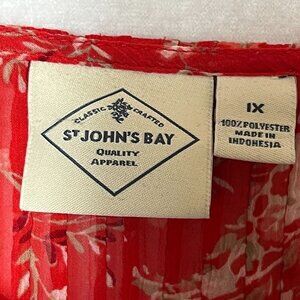 CLASSIC CRAFTED
ST JOHN'S BAY
QUALITY
APPAREL
1X
100% POLYESTER
MADE IN
INDONESIA